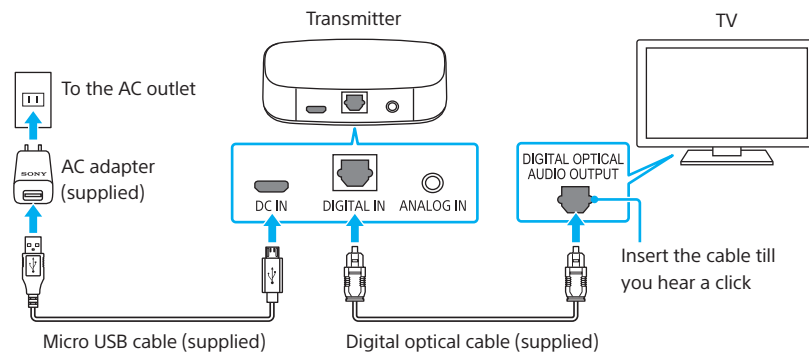 Transmitter
TV
To the AC outlet
SONY
AC adapter
(supplied)
DC IN
DIGITAL IN
ANALOG IN
DIGITAL OPTICAL
AUDIO OUTPUT
Insert the cable till
you hear a click
Micro USB cable (supplied)
Digital optical cable (supplied)